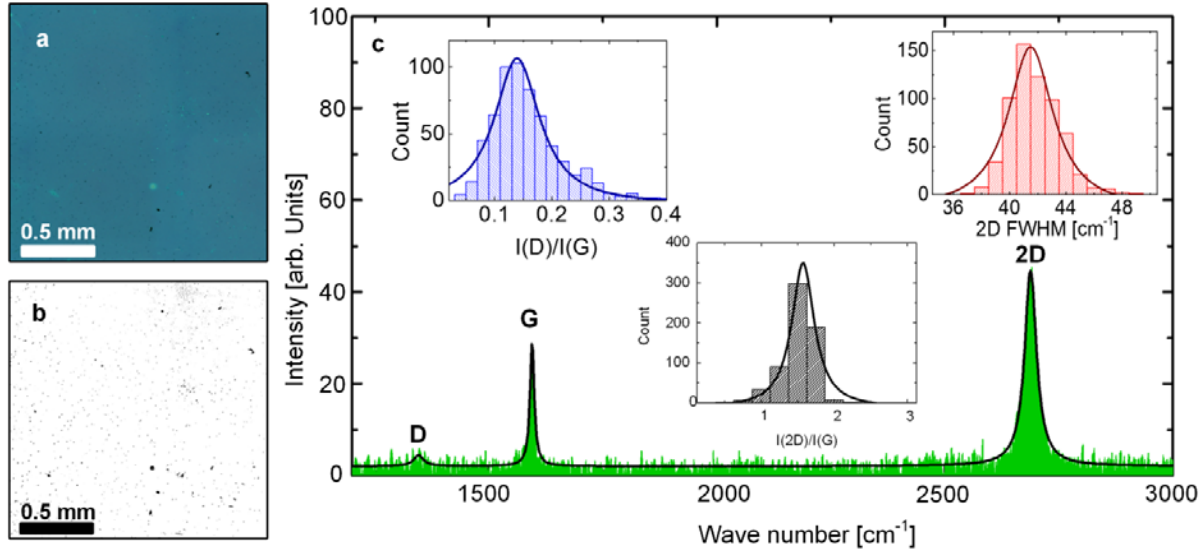 a
0.5 mm
b
0.5 mm
c
Intensity [arb. Units]
100
80
60
40
20
0
1500
2000
2500
3000
Wave number [cm⁻¹]
D
G
2D
Count
100
50
0
0.1
0.2
0.3
0.4
I(D)/I(G)
Count
400
300
200
100
0
1
2
3
I(2D)/I(G)
Count
150
100
50
0
36
40
44
48
2D FWHM [cm⁻¹]